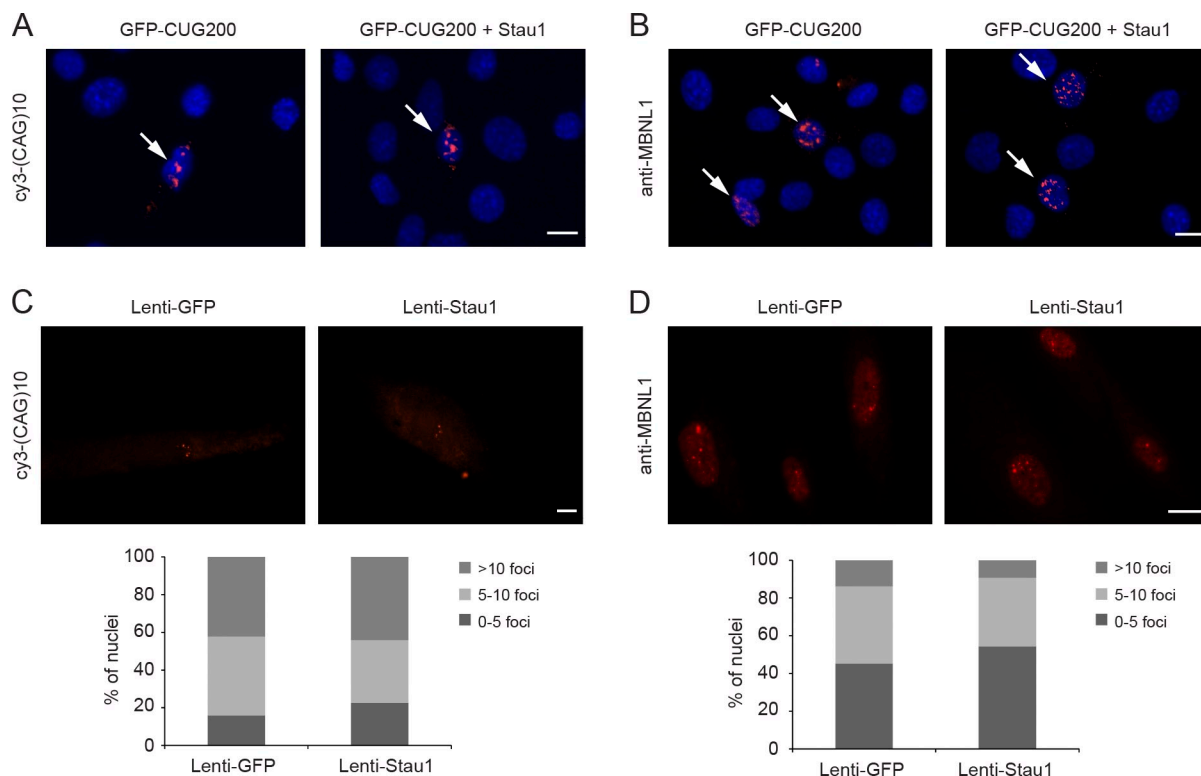 A
GFP-CUG200
GFP-CUG200 + Stau1
cy3-(CAG)10
B
GFP-CUG200
GFP-CUG200 + Stau1
anti-MBNL1
C
Lenti-GFP
Lenti-Stau1
cy3-(CAG)10
100
80
60
40
20
0
% of nuclei
>10 foci
5-10 foci
0-5 foci
Lenti-GFP
Lenti-Stau1
D
Lenti-GFP
Lenti-Stau1
anti-MBNL1
100
80
60
40
20
0
% of nuclei
>10 foci
5-10 foci
0-5 foci
Lenti-GFP
Lenti-Stau1